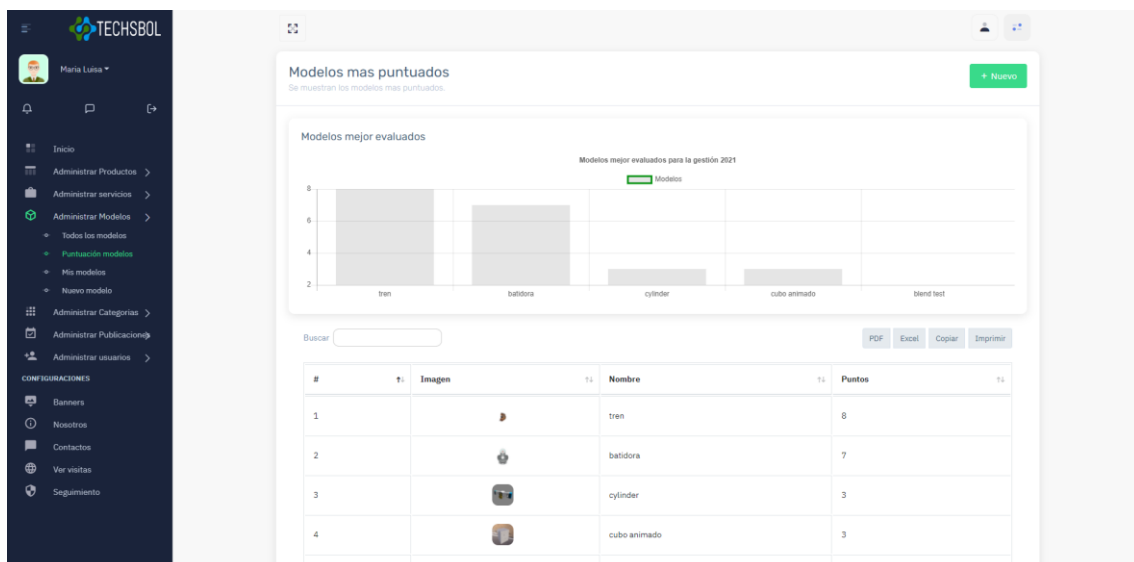 TECHSBOL
Maria Luisa
Inicio
Administrar Productos
Administrar servicios
Administrar Modelos
Todos los modelos
Puntuación modelos
Mis modelos
Nuevo modelo
Administrar Categorias
Administrar Publicaciones
Administrar usuarios
CONFIGURACIONES
Banners
Nosotros
Contactos
Ver visitas
Seguimiento
Modelos mas puntuados
Se muestran los modelos mas puntuados.
+ Nuevo
Modelos mejor evaluados
Modelos mejor evaluados para la gestión 2021
Modelos
8
6
4
2
tren batidora cylinder cubo animado blend test
Buscar
PDF Excel Copiar Imprimir
# Imagen Nombre Puntos
1 tren 8
2 batidora 7
3 cylinder 3
4 cubo animado 3